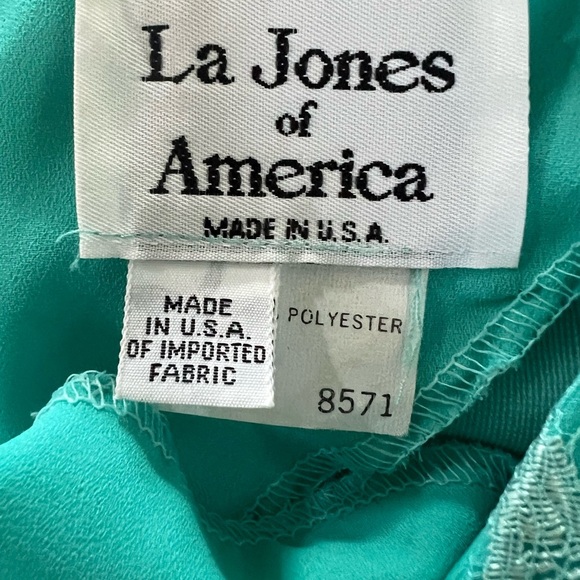 La Jones
of
America
MADE IN U.S.A.
MADE
IN U.S.A.
OF IMPORTED
FABRIC
POLYESTER
8571